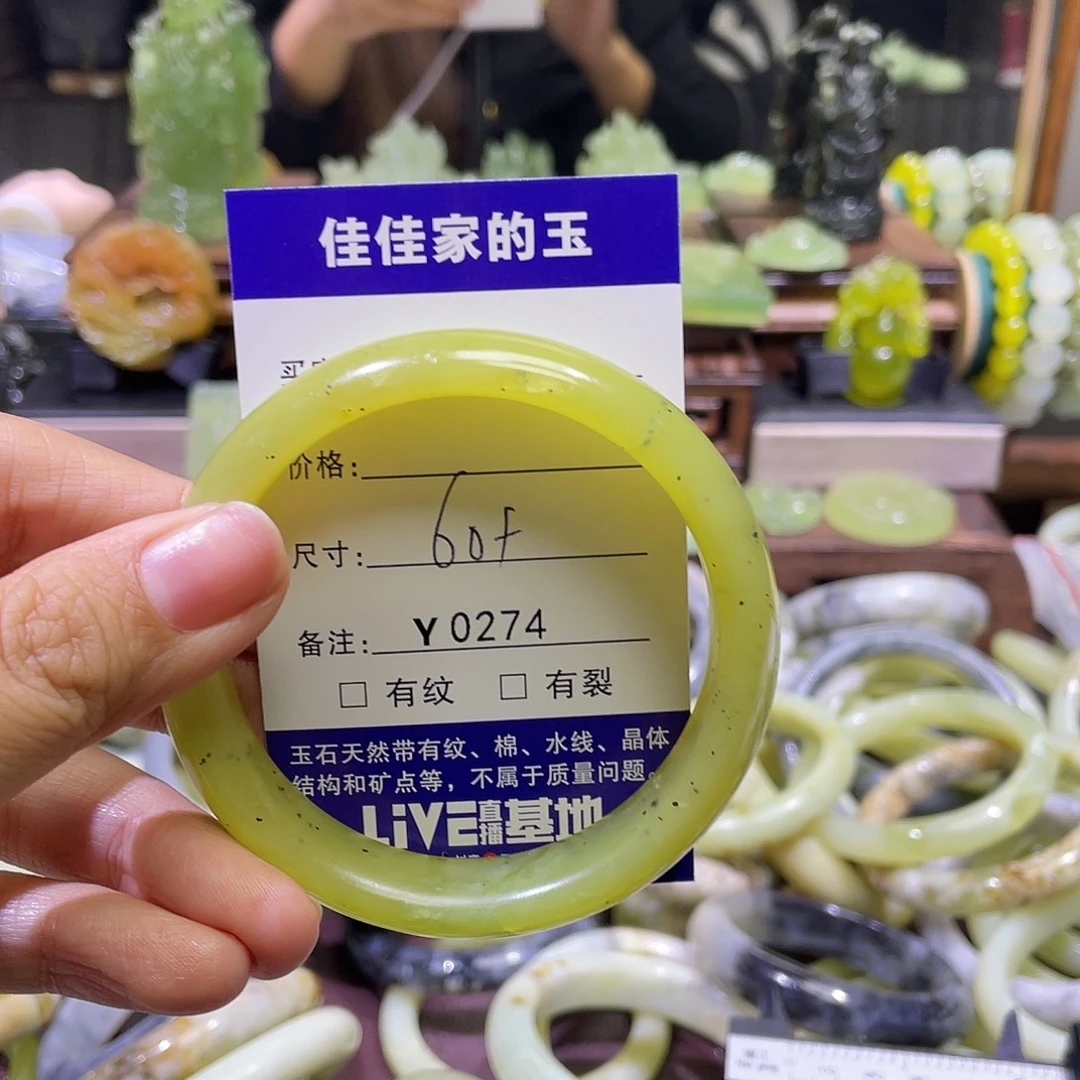 佳佳家的玉
价格:
尺寸: 60f
备注: Y0274
□ 有纹 □ 有裂
玉石天然带有纹、棉、水线、晶体
结构和矿点等，不属于质量问题。
LiVE直播基地